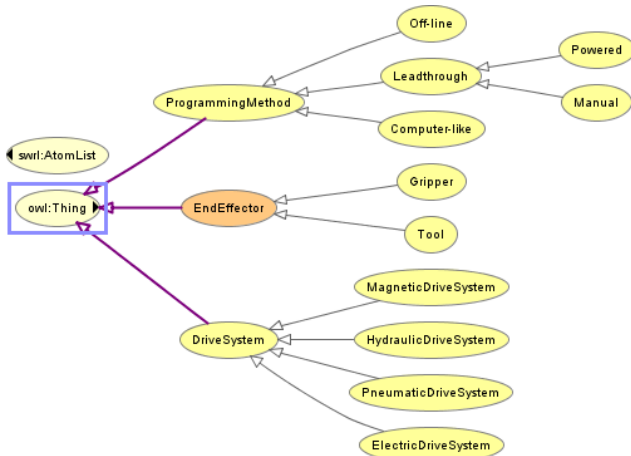 Off-line
Powered
Leadthrough
ProgrammingMethod
Manual
Computer-like
swrl:AtomList
Gripper
owl:Thing
EndEffector
Tool
MagneticDriveSystem
DriveSystem
HydraulicDriveSystem
PneumaticDriveSystem
ElectricDriveSystem